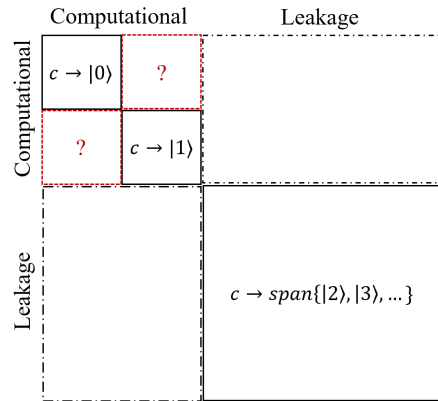 Computational Leakage
Computational
c → |0⟩ ?
? c → |1⟩
Leakage
c → span{|2⟩, |3⟩, … }